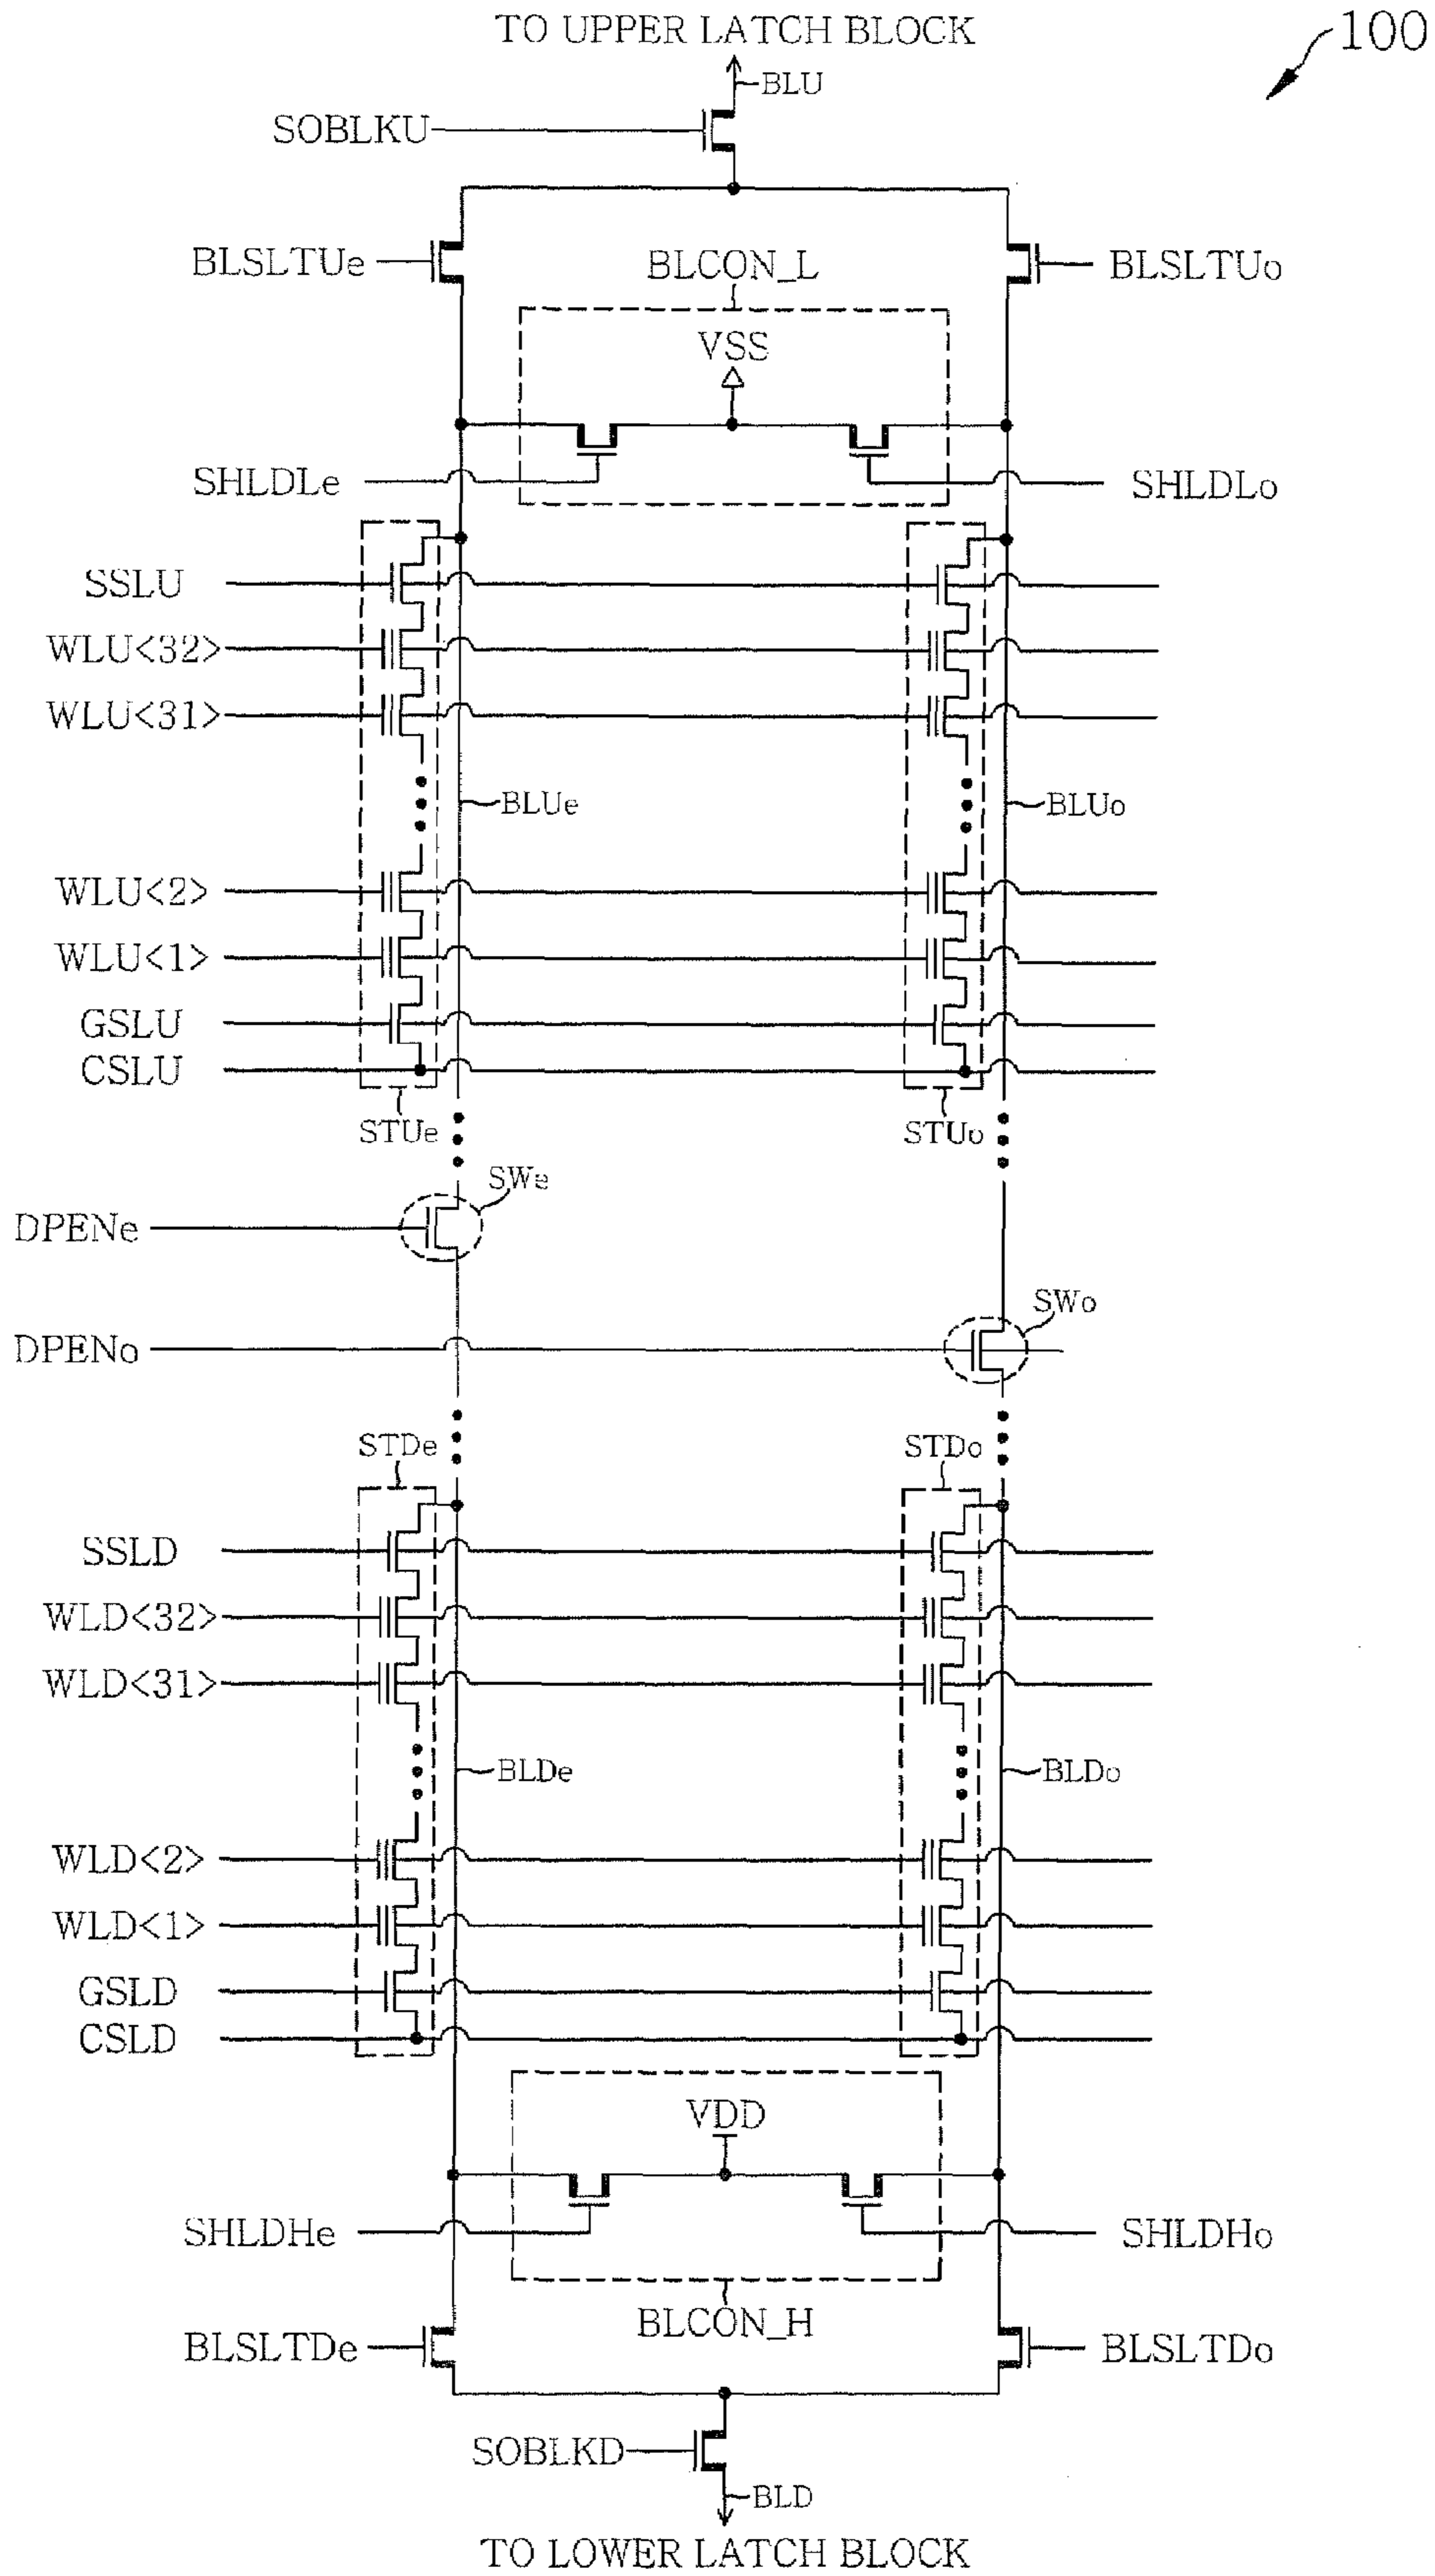 TO UPPER LATCH BLOCK
100
BLU
SOBLKU
BLSLTUe
BLCON_L
BLSLTUo
VSS
SHLDLe
SHLDLo
SSLU
WLU<32>
WLU<31>
BLUe
BLUo
WLU<2>
WLU<1>
GSLU
CSLU
STUe
STUo
SWe
DPENe
SWo
DPENo
STDe
STDo
SSLD
WLD<32>
WLD<31>
BLDe
BLDo
WLD<2>
WLD<1>
GSLD
CSLD
VDD
SHLDHe
SHLDHo
BLCON_H
BLSLTDe
BLSLTDo
SOBLKD
BLD
TO LOWER LATCH BLOCK